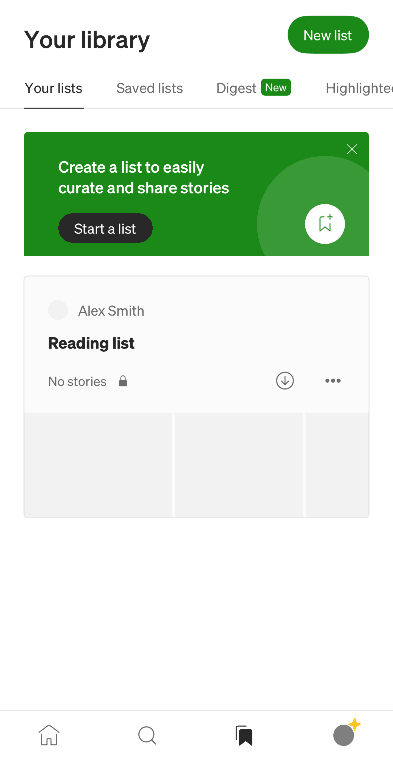 Your library
New list
Your lists
Saved lists
Digest
New
Highlighte
Create a list to easily
curate and share stories
Start a list
Alex Smith
Reading list
No stories